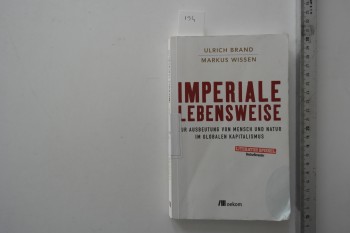 ULRICH BRAND
MARKUS WISSEN
IMPERIALE
LEBENSWEISE
ZUR AUSBEUTUNG VON MENSCH UND NATUR
IM GLOBALEN KAPITALISMUS
oekom